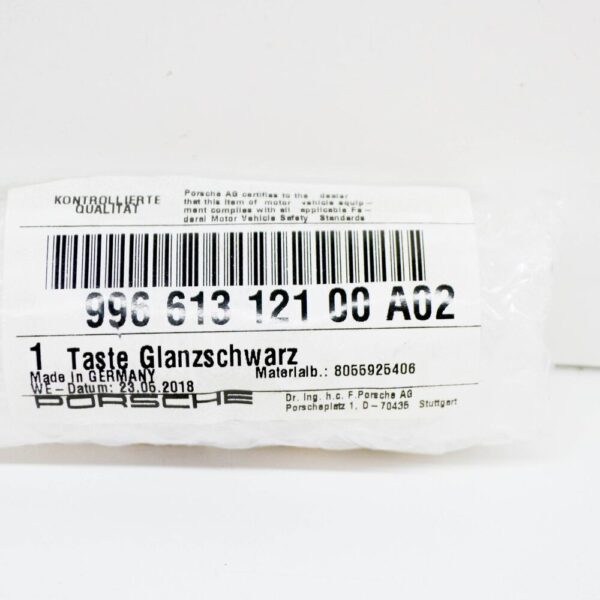 KONTROLLIERTE
QUALITÄT
Porsche AG certifies to the dealer
that this item of motor vehicle equip-
ment complies with all applicable Fe-
deral Motor Vehicle Safety Standards
996 613 121 00 A02
1 Taste Glanzschwarz
Made in GERMANY
Materialb.: 8055925406
WE-Datum: 23.05.2018
PORSCHE
Dr. Ing. h.c. F.Porsche AG
Porscheplatz 1, D-70435 Stuttgart